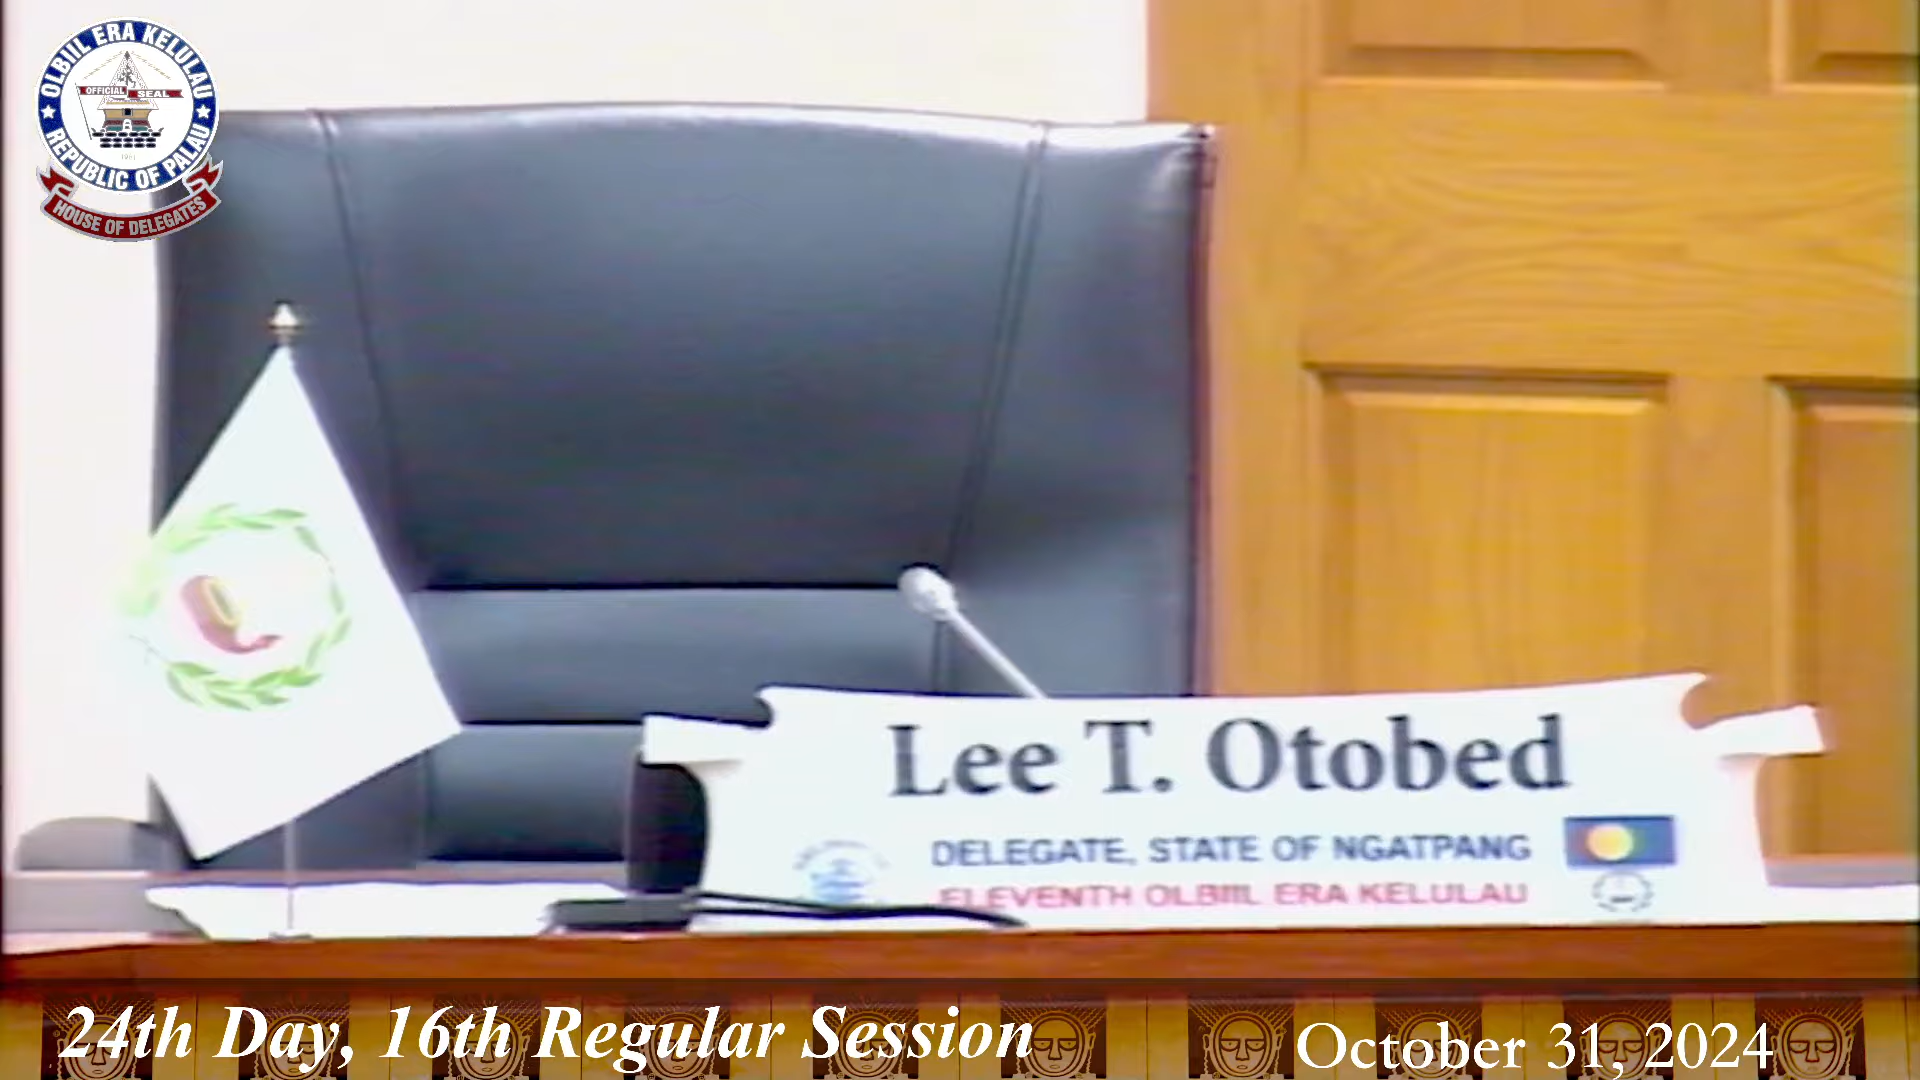 OLBIIL ERA KELULAU
OFFICIAL SEAL
1981
REPUBLIC OF PALAU
HOUSE OF DELEGATES
Lee T. Otobed
DELEGATE, STATE OF NGATPANG
ELEVENTH OLBIIL ERA KELULAU
24th Day, 16th Regular Session
October 31, 2024